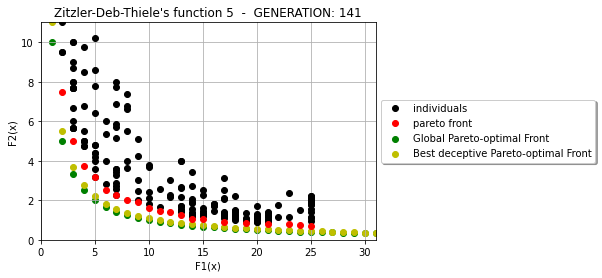 Zitzler-Deb-Thiele's function 5 - GENERATION: 141
F2(x)
10
8
6
4
2
0
0 5 10 15 20 25 30
F1(x)
individuals
pareto front
Global Pareto-optimal Front
Best deceptive Pareto-optimal Front